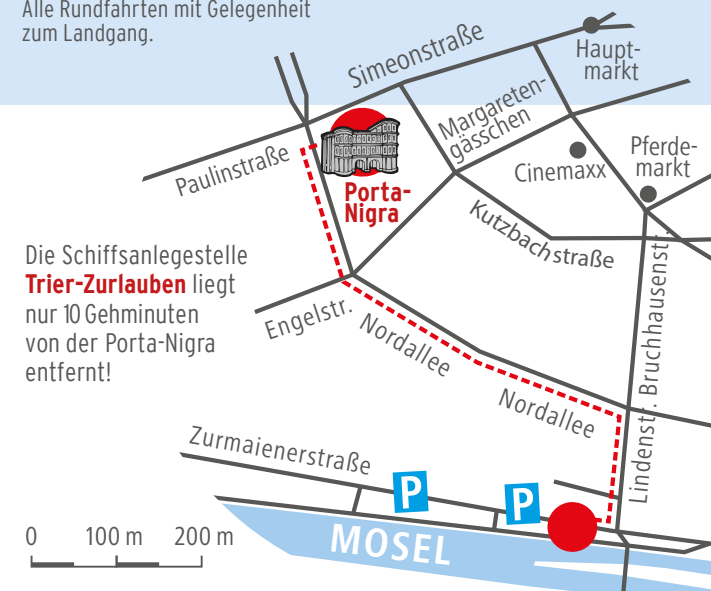 Alle Rundfahrten mit Gelegenheit
zum Landgang.
Simeonstraße
Haupt-
markt
Margareten-
gässchen
Paulinstraße
Cinemaxx
Pferde-
markt
Porta-
Nigra
Kutzbachstraße
Die Schiffsanlegestelle
Trier-Zurlauben liegt
nur 10 Gehminuten
von der Porta-Nigra
entfernt!
Engelstr.
Nordallee
Nordallee
Lindenstr. Bruchhausenstr.
Zurmaienerstraße
P
P
MOSEL
0 100 m 200 m